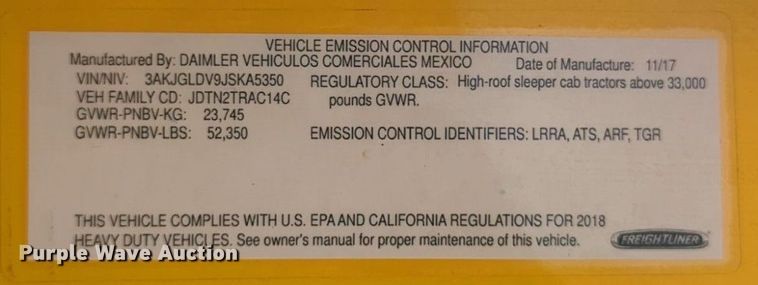 VEHICLE EMISSION CONTROL INFORMATION
Manufactured By: DAIMLER VEHICULOS COMERCIALES MEXICO Date of Manufacture: 11/17
VIN/NIV: 3AKJGLDV9JSKA5350 REGULATORY CLASS: High-roof sleeper cab tractors above 33,000
VEH FAMILY CD: JDTN2TRAC14C pounds GVWR.
GVWR-PNBV-KG: 23,745
GVWR-PNBV-LBS: 52,350 EMISSION CONTROL IDENTIFIERS: LRRA, ATS, ARF, TGR
THIS VEHICLE COMPLIES WITH U.S. EPA AND CALIFORNIA REGULATIONS FOR 2018
HEAVY DUTY VEHICLES. See owner's manual for proper maintenance of this vehicle. FREIGHTLINER
Purple Wave Auction